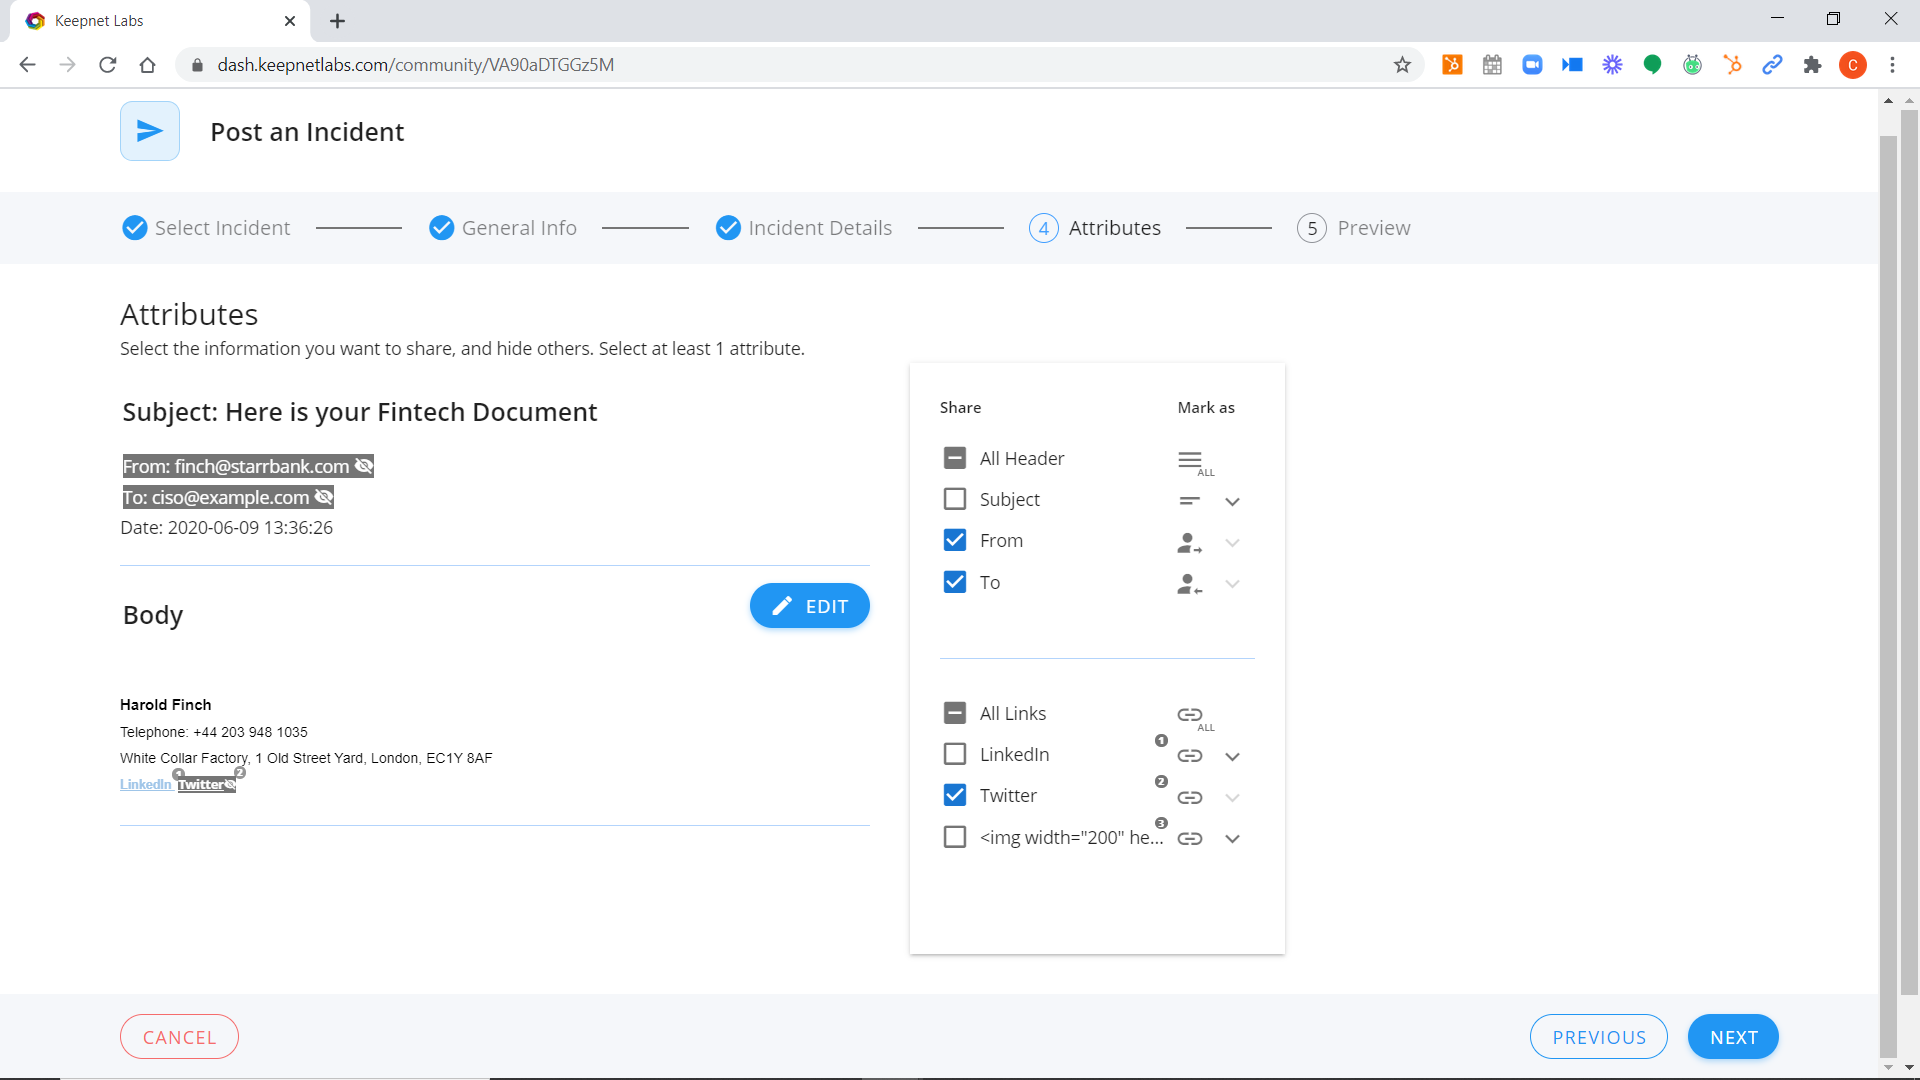 Keepnet Labs
dash.keepnetlabs.com/community/VA90aDTGGz5M
C
Post an Incident
Select Incident
General Info
Incident Details
4 Attributes
5 Preview
Attributes
Select the information you want to share, and hide others. Select at least 1 attribute.
Subject: Here is your Fintech Document
From: finch@starrbank.com
To: ciso@example.com
Date: 2020-06-09 13:36:26
Body
EDIT
Harold Finch
Telephone: +44 203 948 1035
White Collar Factory, 1 Old Street Yard, London, EC1Y 8AF
LinkedIn 1 Twitter 2
Share Mark as
All Header ALL
Subject
From
To
All Links ALL
LinkedIn 1
Twitter 2
<img width="200" he... 3
CANCEL
PREVIOUS
NEXT